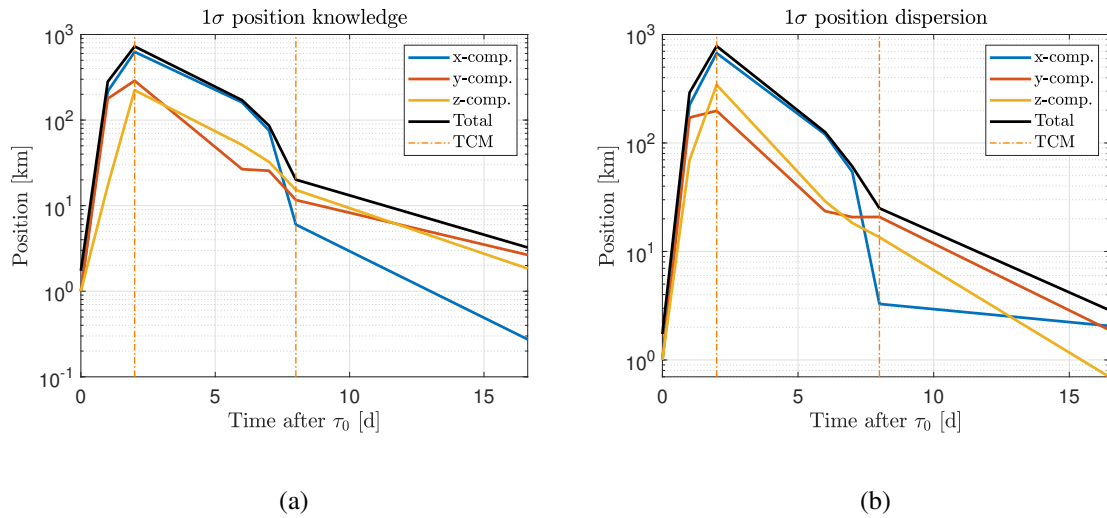 1σ position knowledge
10³
10²
10¹
10⁰
10⁻¹
Position [km]
x-comp.
y-comp.
z-comp.
Total
TCM
0
5
10
15
Time after τ₀ [d]
(a)
1σ position dispersion
10³
10²
10¹
10⁰
Position [km]
x-comp.
y-comp.
z-comp.
Total
TCM
0
5
10
15
Time after τ₀ [d]
(b)